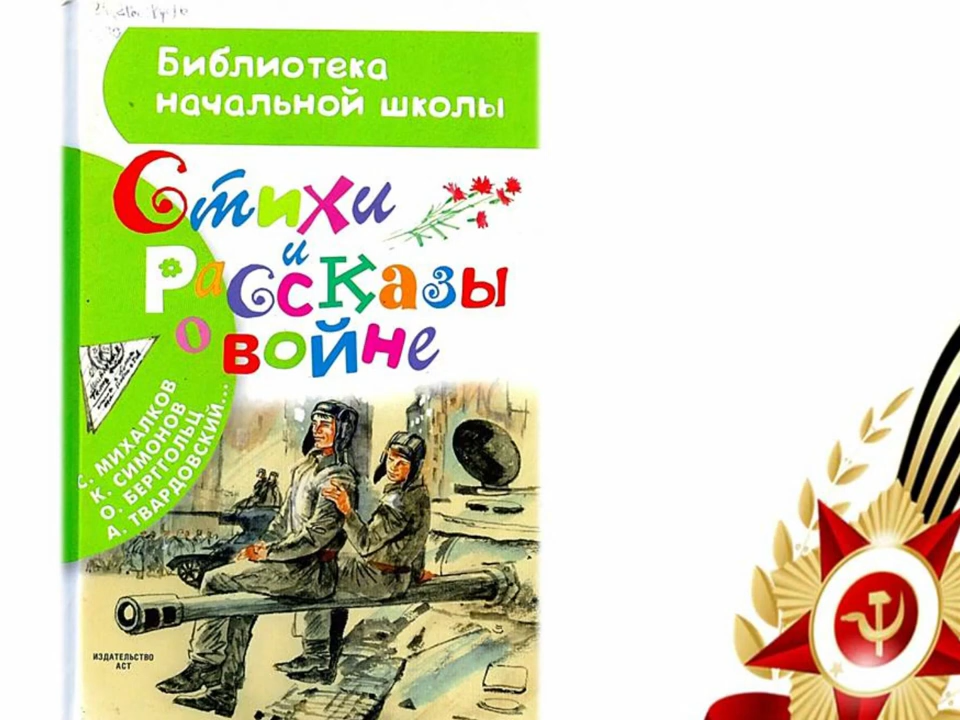 Библиотека
начальной школы
Стихи
и
Рассказы
о войне
С. МИХАЛКОВ
К. СИМОНОВ
О. БЕРГГОЛЬЦ
А. ТВАРДОВСКИЙ...
ИЗДАТЕЛЬСТВО
АСТ